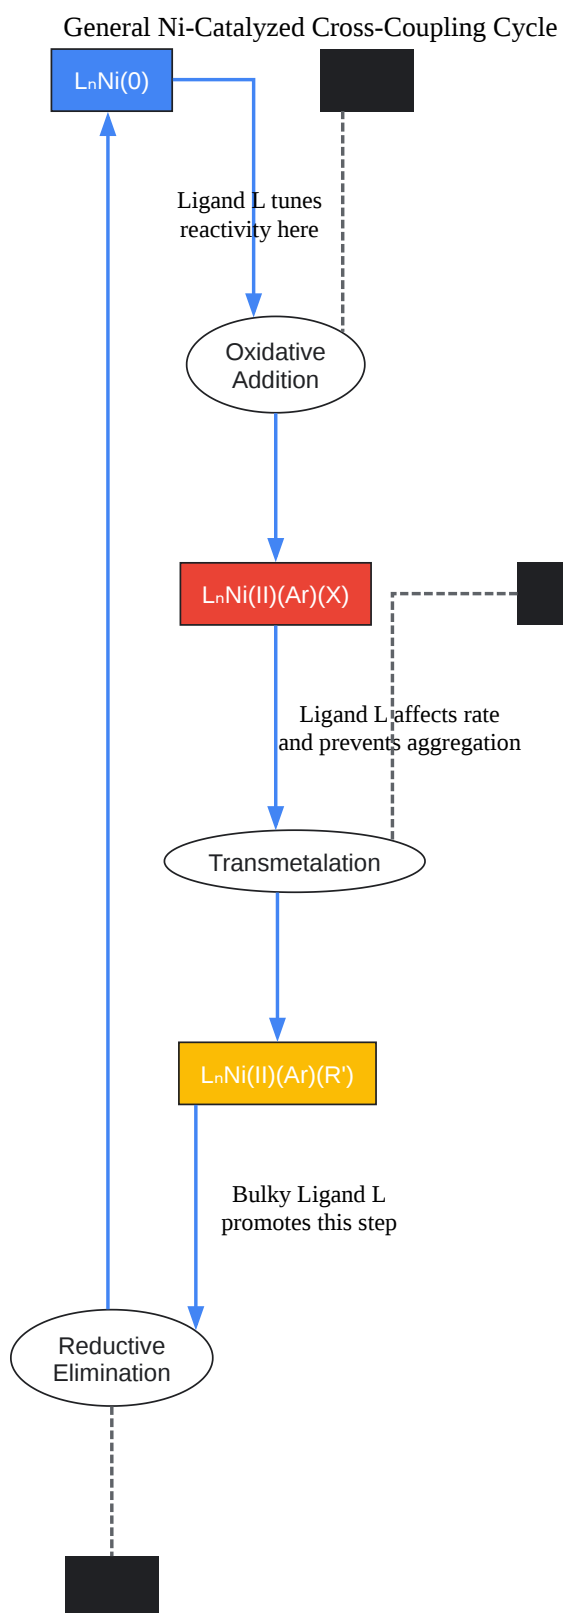 General Ni-Catalyzed Cross-Coupling Cycle
LₙNi(0)
Ligand L tunes
reactivity here
Oxidative
Addition
LₙNi(II)(Ar)(X)
Ligand L affects rate
and prevents aggregation
Transmetalation
LₙNi(II)(Ar)(R')
Bulky Ligand L
promotes this step
Reductive
Elimination